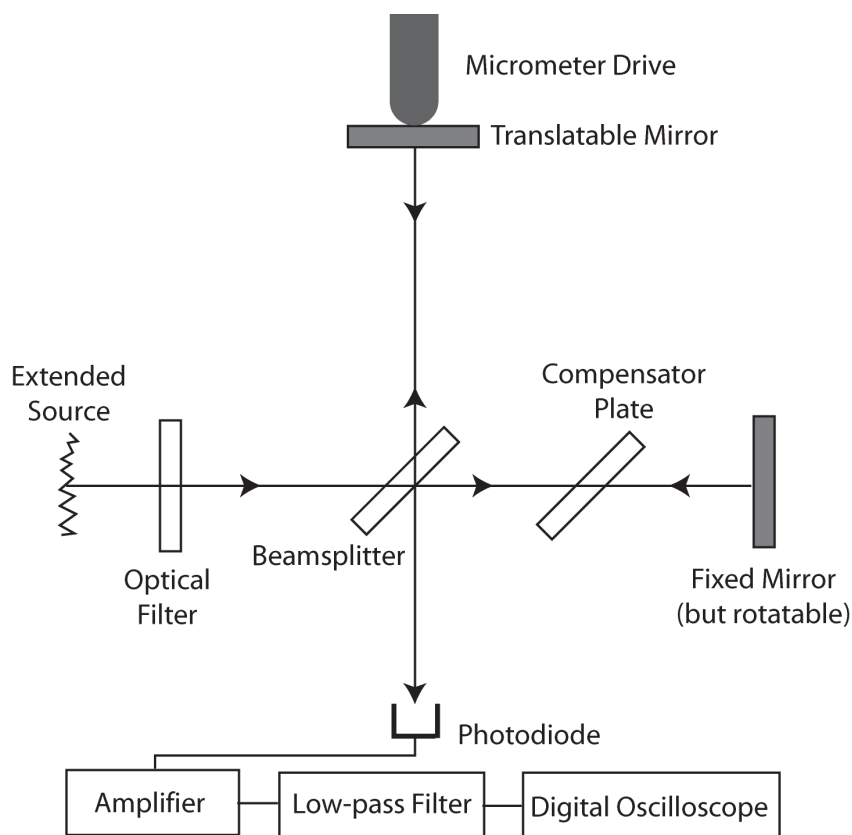 Micrometer Drive
Translatable Mirror
Extended
Source
Compensator
Plate
Beamsplitter
Optical
Filter
Fixed Mirror
(but rotatable)
Photodiode
Amplifier
Low-pass Filter
Digital Oscilloscope